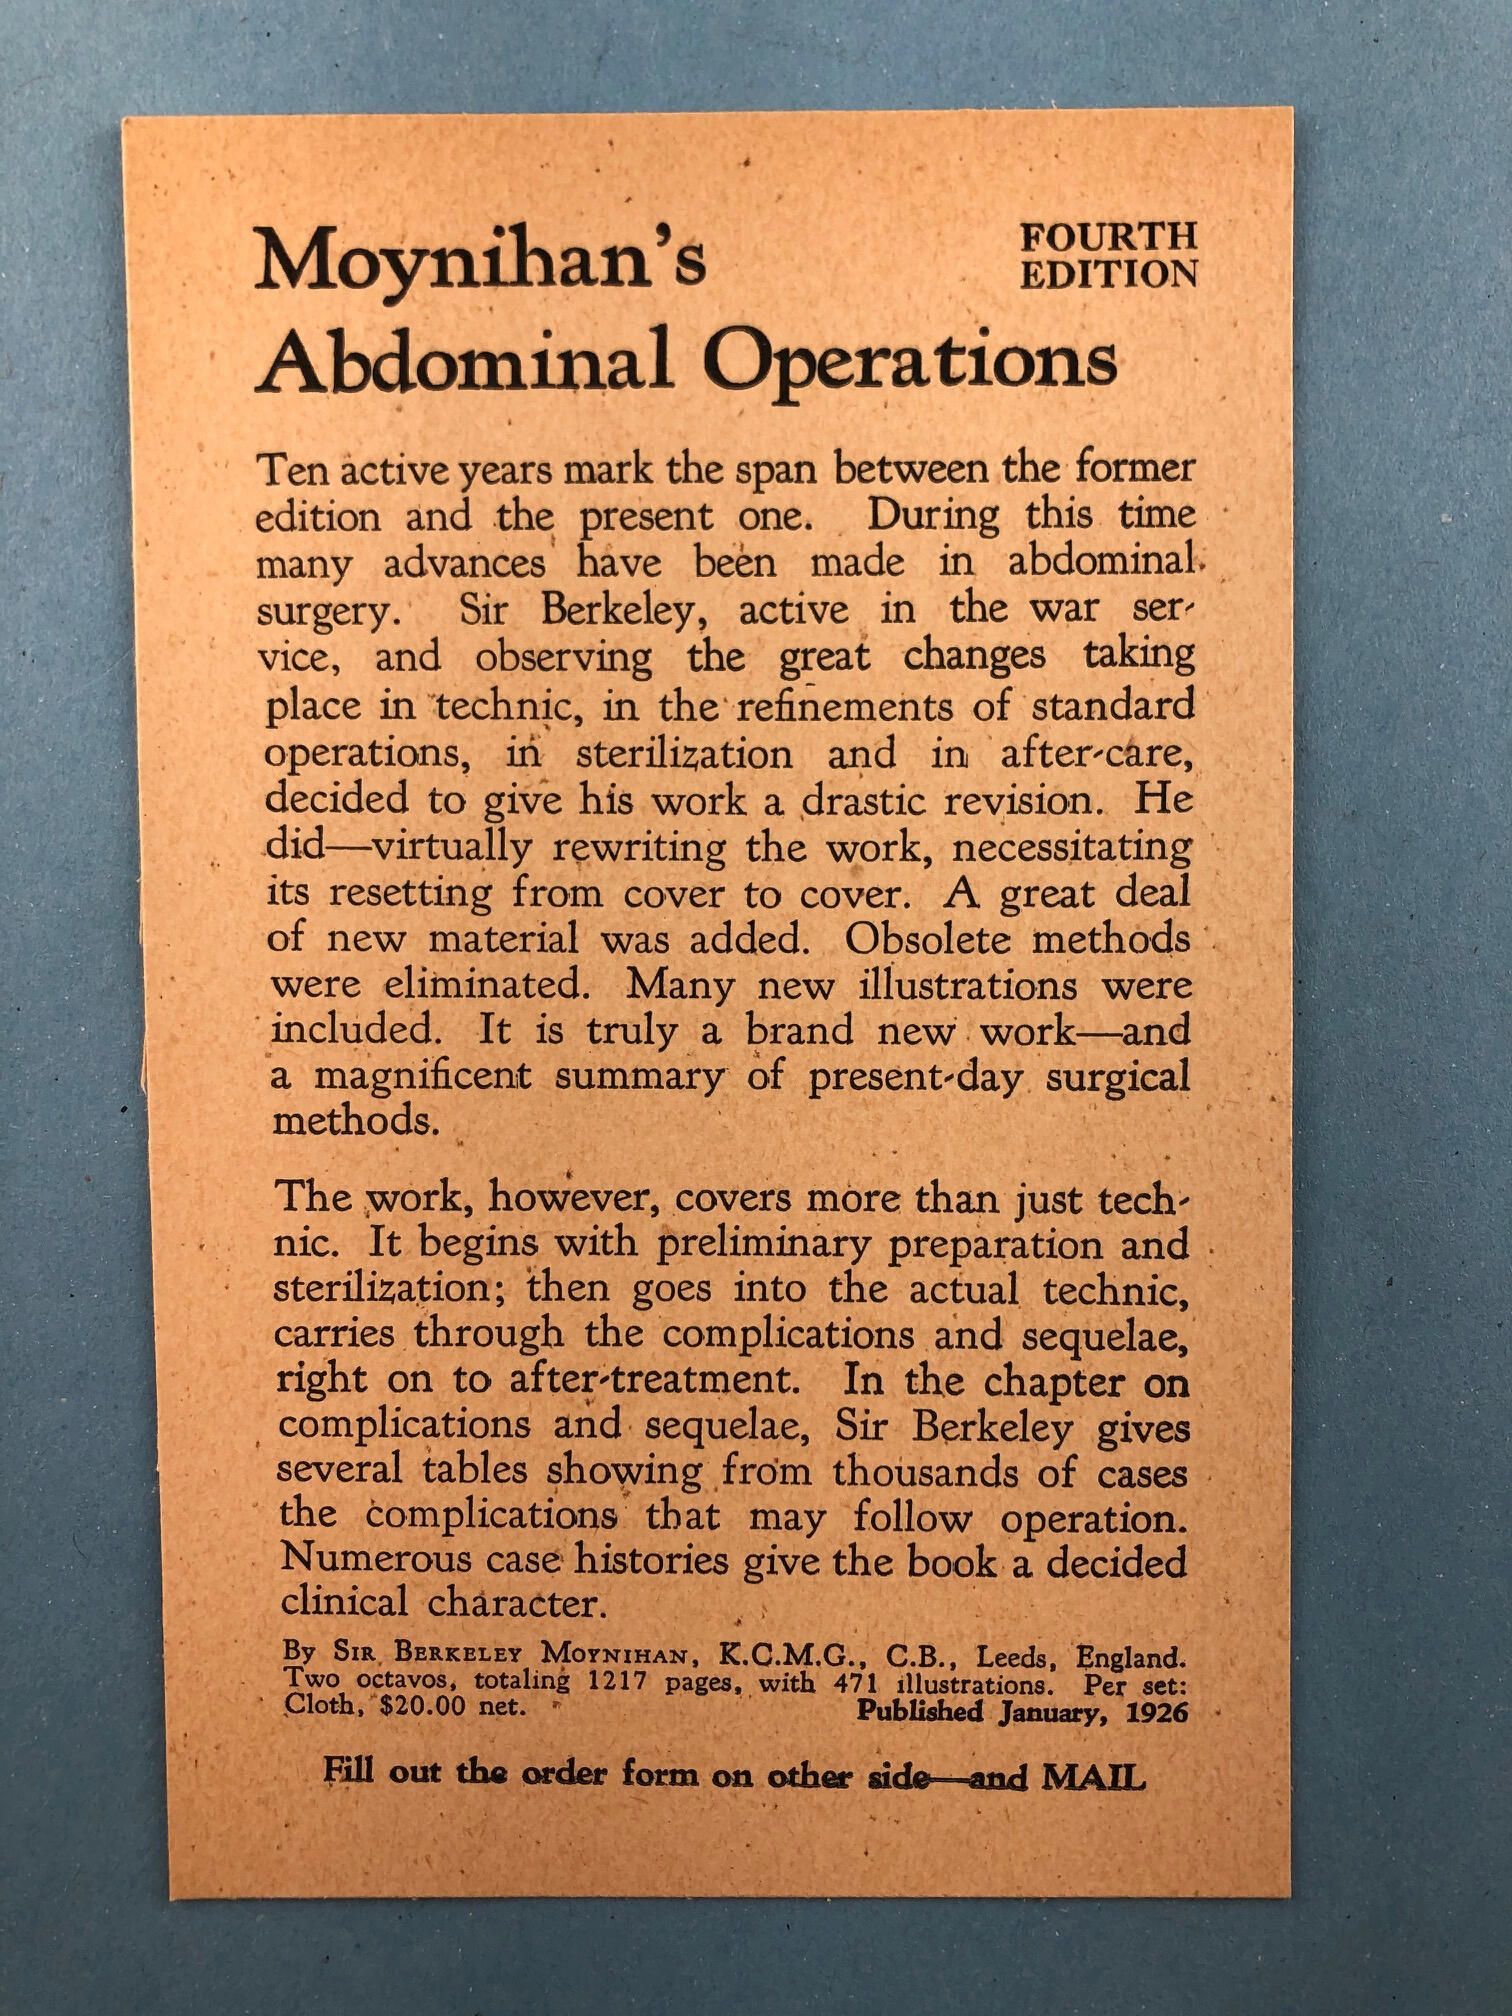 Moynihan's
FOURTH
EDITION
Abdominal Operations
Ten active years mark the span between the former
edition and the present one. During this time
many advances have been made in abdominal
surgery. Sir Berkeley, active in the war ser-
vice, and observing the great changes taking
place in technic, in the refinements of standard
operations, in sterilization and in after-care,
decided to give his work a drastic revision. He
did—virtually rewriting the work, necessitating
its resetting from cover to cover. A great deal
of new material was added. Obsolete methods
were eliminated. Many new illustrations were
included. It is truly a brand new work—and
a magnificent summary of present-day surgical
methods.
The work, however, covers more than just tech-
nic. It begins with preliminary preparation and
sterilization; then goes into the actual technic,
carries through the complications and sequelae,
right on to after-treatment. In the chapter on
complications and sequelae, Sir Berkeley gives
several tables showing from thousands of cases
the complications that may follow operation.
Numerous case histories give the book a decided
clinical character.
By SIR BERKELEY MOYNIHAN, K.C.M.G., C.B., Leeds, England.
Two octavos, totaling 1217 pages, with 471 illustrations. Per set:
Cloth, $20.00 net. Published January, 1926
Fill out the order form on other side—and MAIL